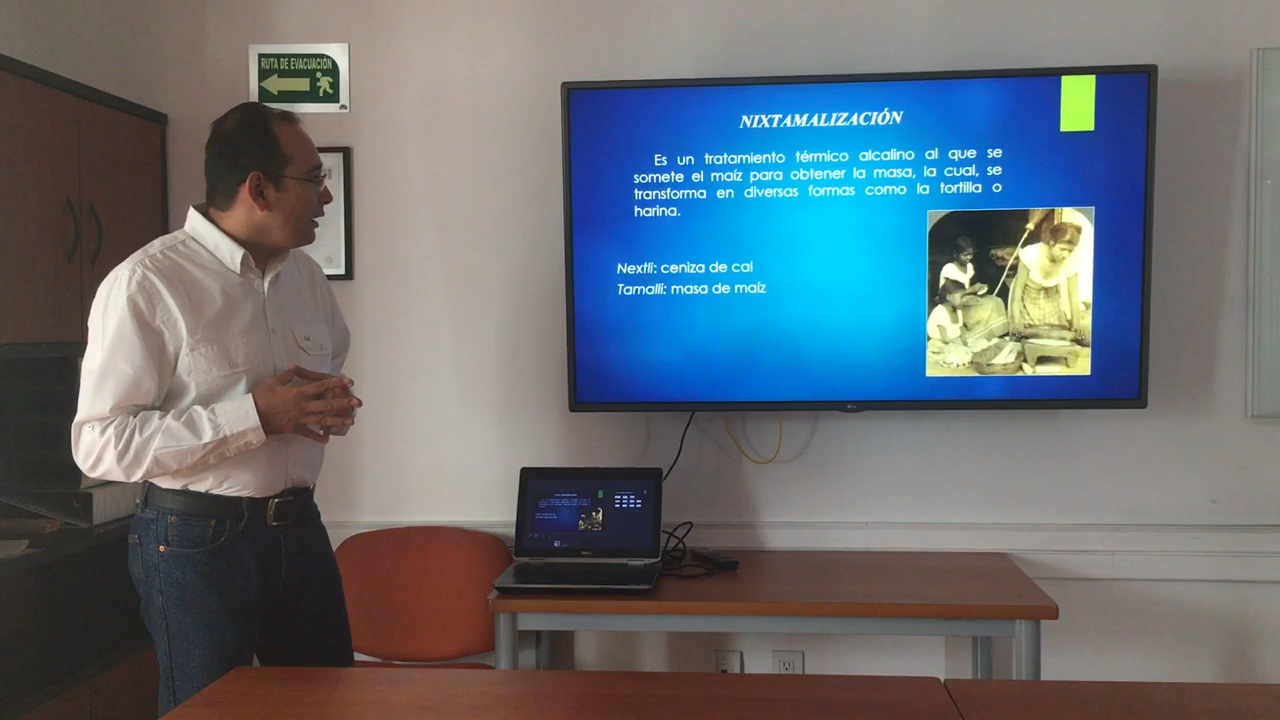 RUTA DE EVACUACIÓN
NIXTAMALIZACIÓN
Es un tratamiento térmico alcalino al que se
somete el maíz para obtener la masa, la cual, se
transforma en diversas formas como la tortilla o
harina.
Nextli: ceniza de cal
Tamalli: masa de maíz
LG
DELL